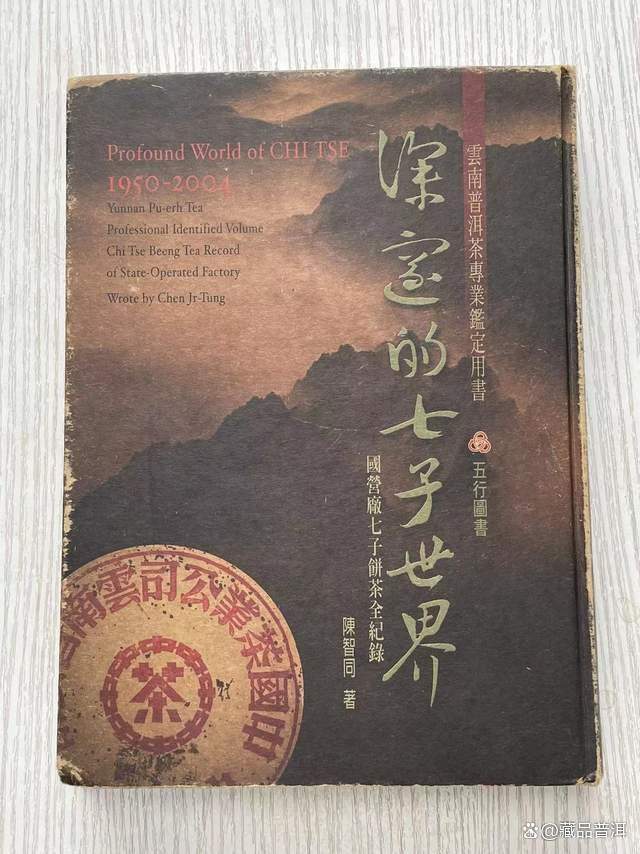 Profound World of CHI TSE
1950-2004
Yunnan Pu-erh Tea
Professional Identified Volume
Chi Tse Beeng Tea Record
of State-Operated Factory
Wrote by Chen Jr-Tung
雲南普洱茶專業鑑定用書
五行圖書
深邃的七子世界
國營廠七子餅茶全紀錄
陳智同 著
中國茶業公司雲南省
茶
@藏品普洱